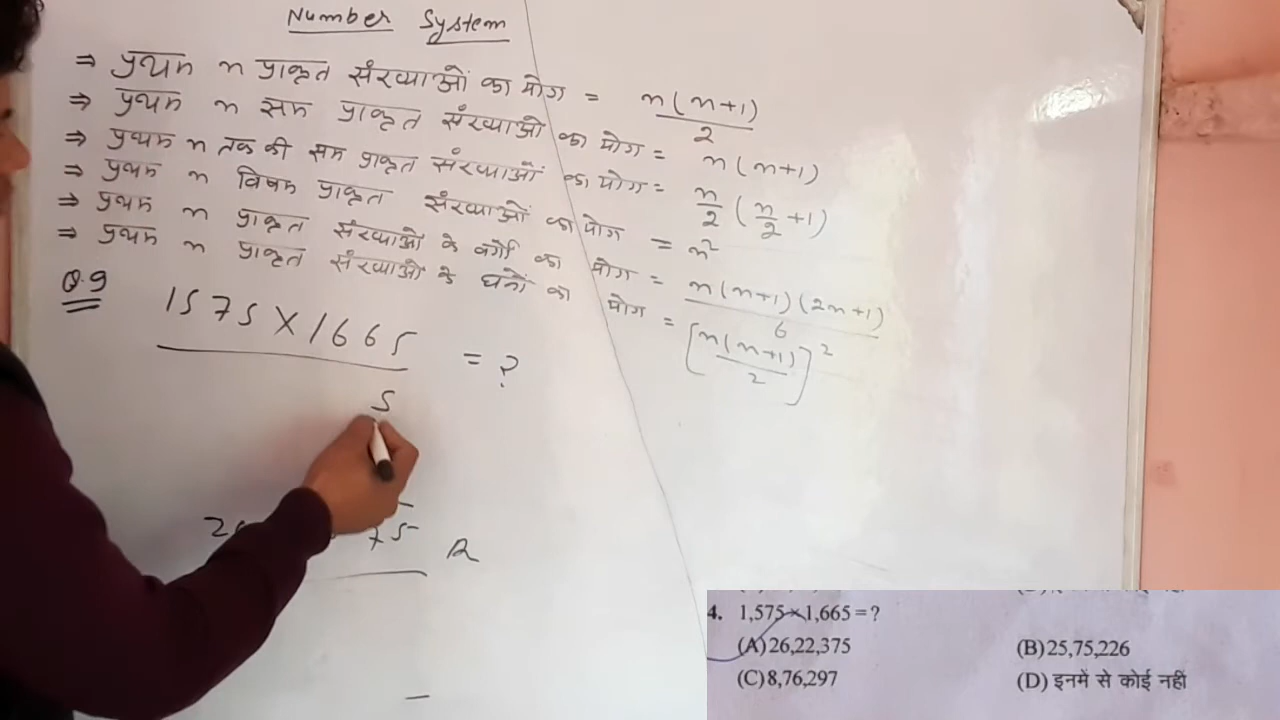 Number System
⇒ प्रथम n प्राकृत संख्याओं का योग = n(n+1)/2
⇒ प्रथम n सम प्राकृत संख्याओं का योग = n(n+1)
⇒ प्रथम n तक की सम प्राकृत संख्याओं का योग = n/2 (n/2 +1)
⇒ प्रथम n विषम प्राकृत संख्याओं का योग = n²
⇒ प्रथम n प्राकृत संख्याओं के वर्गों का योग = n(n+1)(2n+1)/6
⇒ प्रथम n प्राकृत संख्याओं के घनों का योग = [n(n+1)/2]²
Q.9
1575 X 1665 = ?
5
75
4. 1,575×1,665=?
(A) 26,22,375 (B) 25,75,226
(C) 8,76,297 (D) इनमें से कोई नहीं